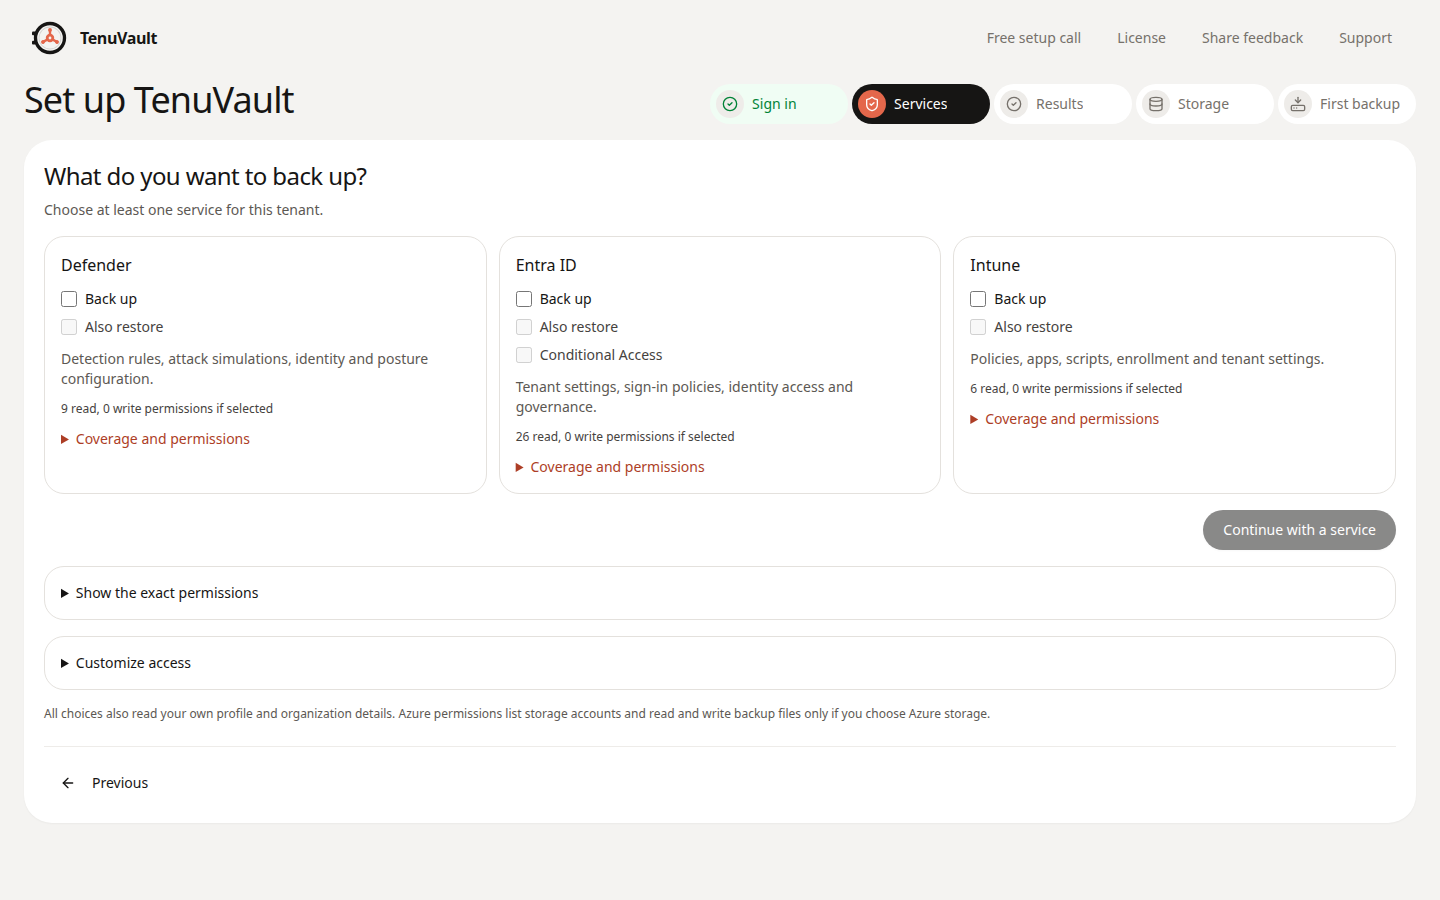 TenuVault
Free setup call
License
Share feedback
Support
Set up TenuVault
Sign in
Services
Results
Storage
First backup
What do you want to back up?
Choose at least one service for this tenant.
Defender
Back up
Also restore
Detection rules, attack simulations, identity and posture
configuration.
9 read, 0 write permissions if selected
Coverage and permissions
Entra ID
Back up
Also restore
Conditional Access
Tenant settings, sign-in policies, identity access and
governance.
26 read, 0 write permissions if selected
Coverage and permissions
Intune
Back up
Also restore
Policies, apps, scripts, enrollment and tenant settings.
6 read, 0 write permissions if selected
Coverage and permissions
Continue with a service
Show the exact permissions
Customize access
All choices also read your own profile and organization details. Azure permissions list storage accounts and read and write backup files only if you choose Azure storage.
Previous